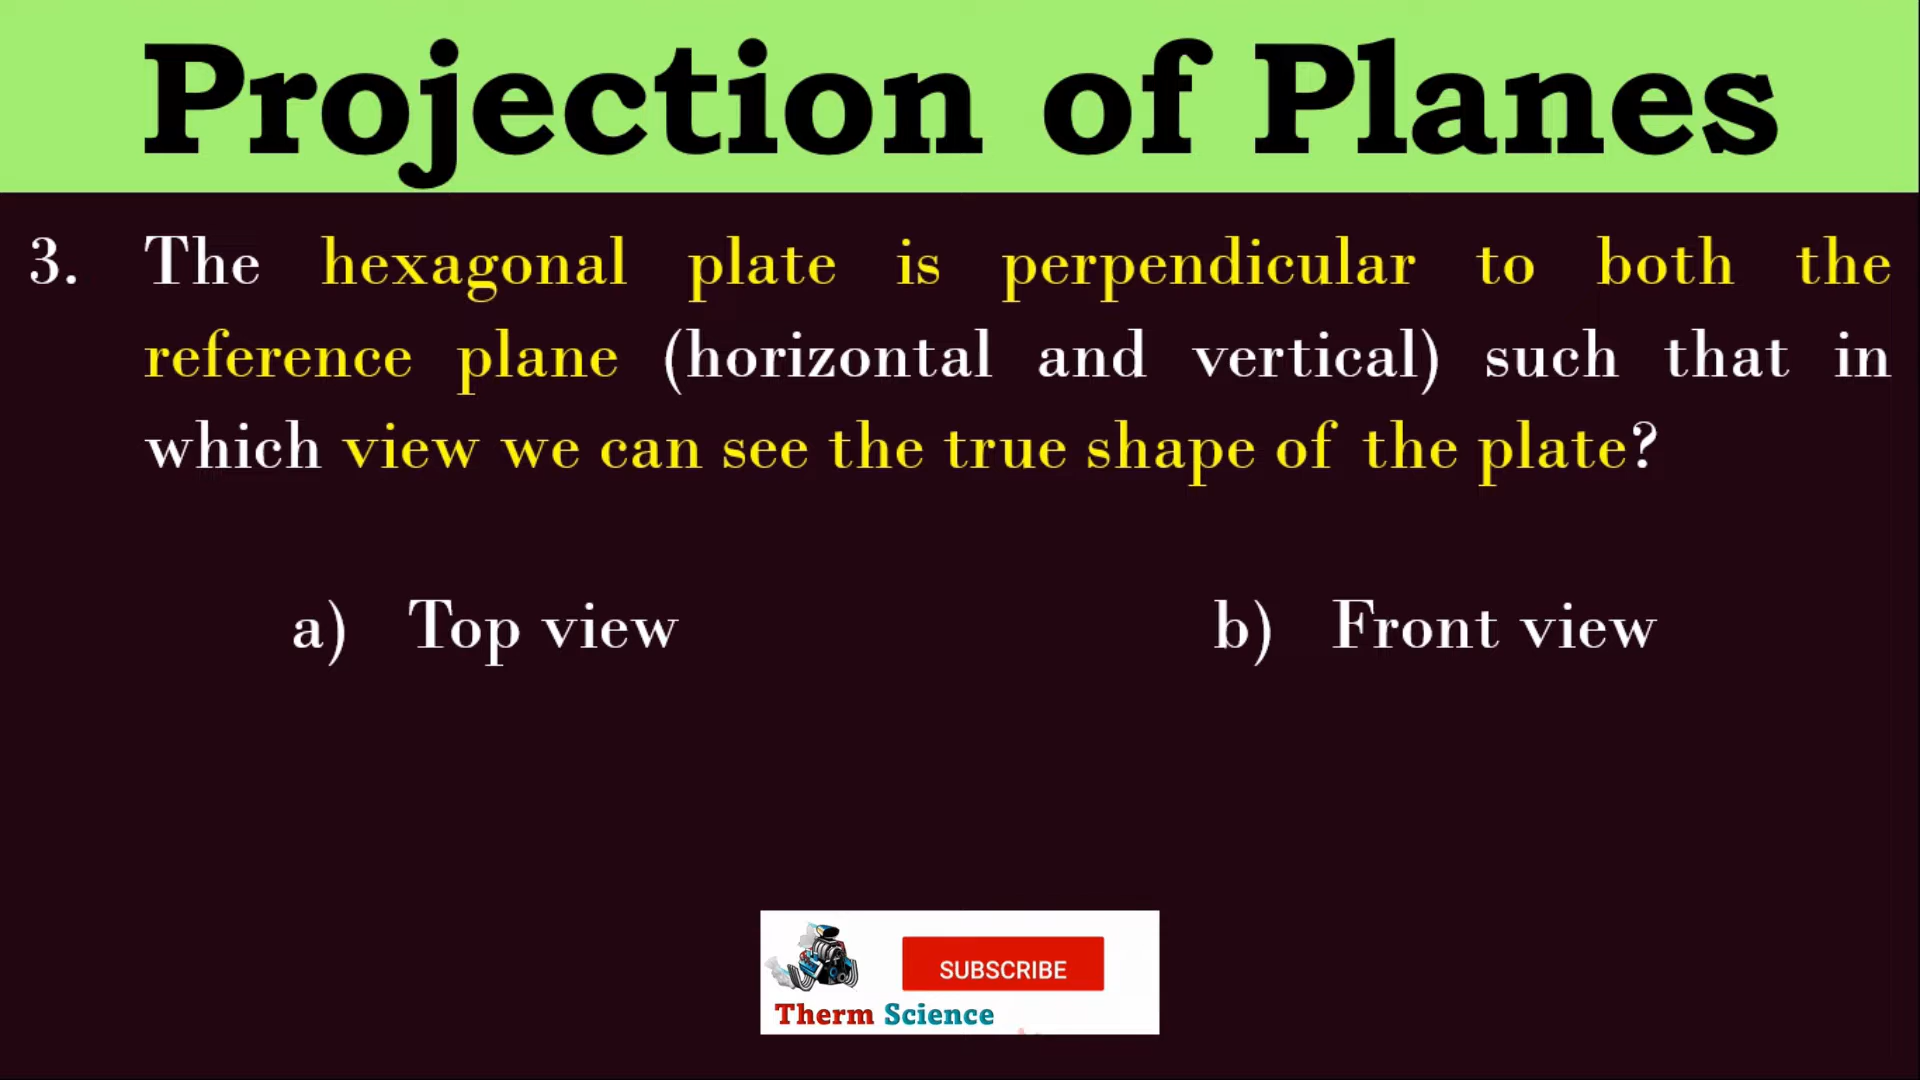 Projection of Planes
3. The hexagonal plate is perpendicular to both the
reference plane (horizontal and vertical) such that in
which view we can see the true shape of the plate?
a) Top view b) Front view
SUBSCRIBE
Therm Science